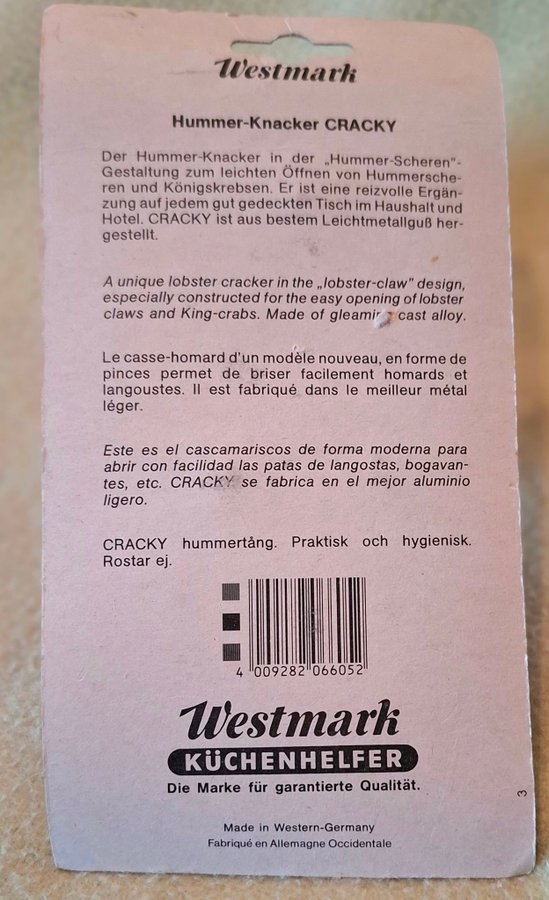 Westmark
Hummer-Knacker CRACKY
Der Hummer-Knacker in der „Hummer-Scheren"-
Gestaltung zum leichten Öffnen von Hummersche-
ren und Königskrebsen. Er ist eine reizvolle Ergän-
zung auf jedem gut gedeckten Tisch im Haushalt und
Hotel. CRACKY ist aus bestem Leichtmetallguß her-
gestellt.
A unique lobster cracker in the „lobster-claw" design,
especially constructed for the easy opening of lobster
claws and King-crabs. Made of gleaming cast alloy.
Le casse-homard d'un modèle nouveau, en forme de
pinces permet de briser facilement homards et
langoustes. Il est fabriqué dans le meilleur métal
léger.
Este es el cascamariscos de forma moderna para
abrir con facilidad las patas de langostas, bogavan-
tes, etc. CRACKY se fabrica en el mejor aluminio
ligero.
CRACKY hummertång. Praktisk och hygienisk.
Rostar ej.
4 009282 066052
Westmark
KÜCHENHELFER
Die Marke für garantierte Qualität.
3
Made in Western-Germany
Fabriqué en Allemagne Occidentale